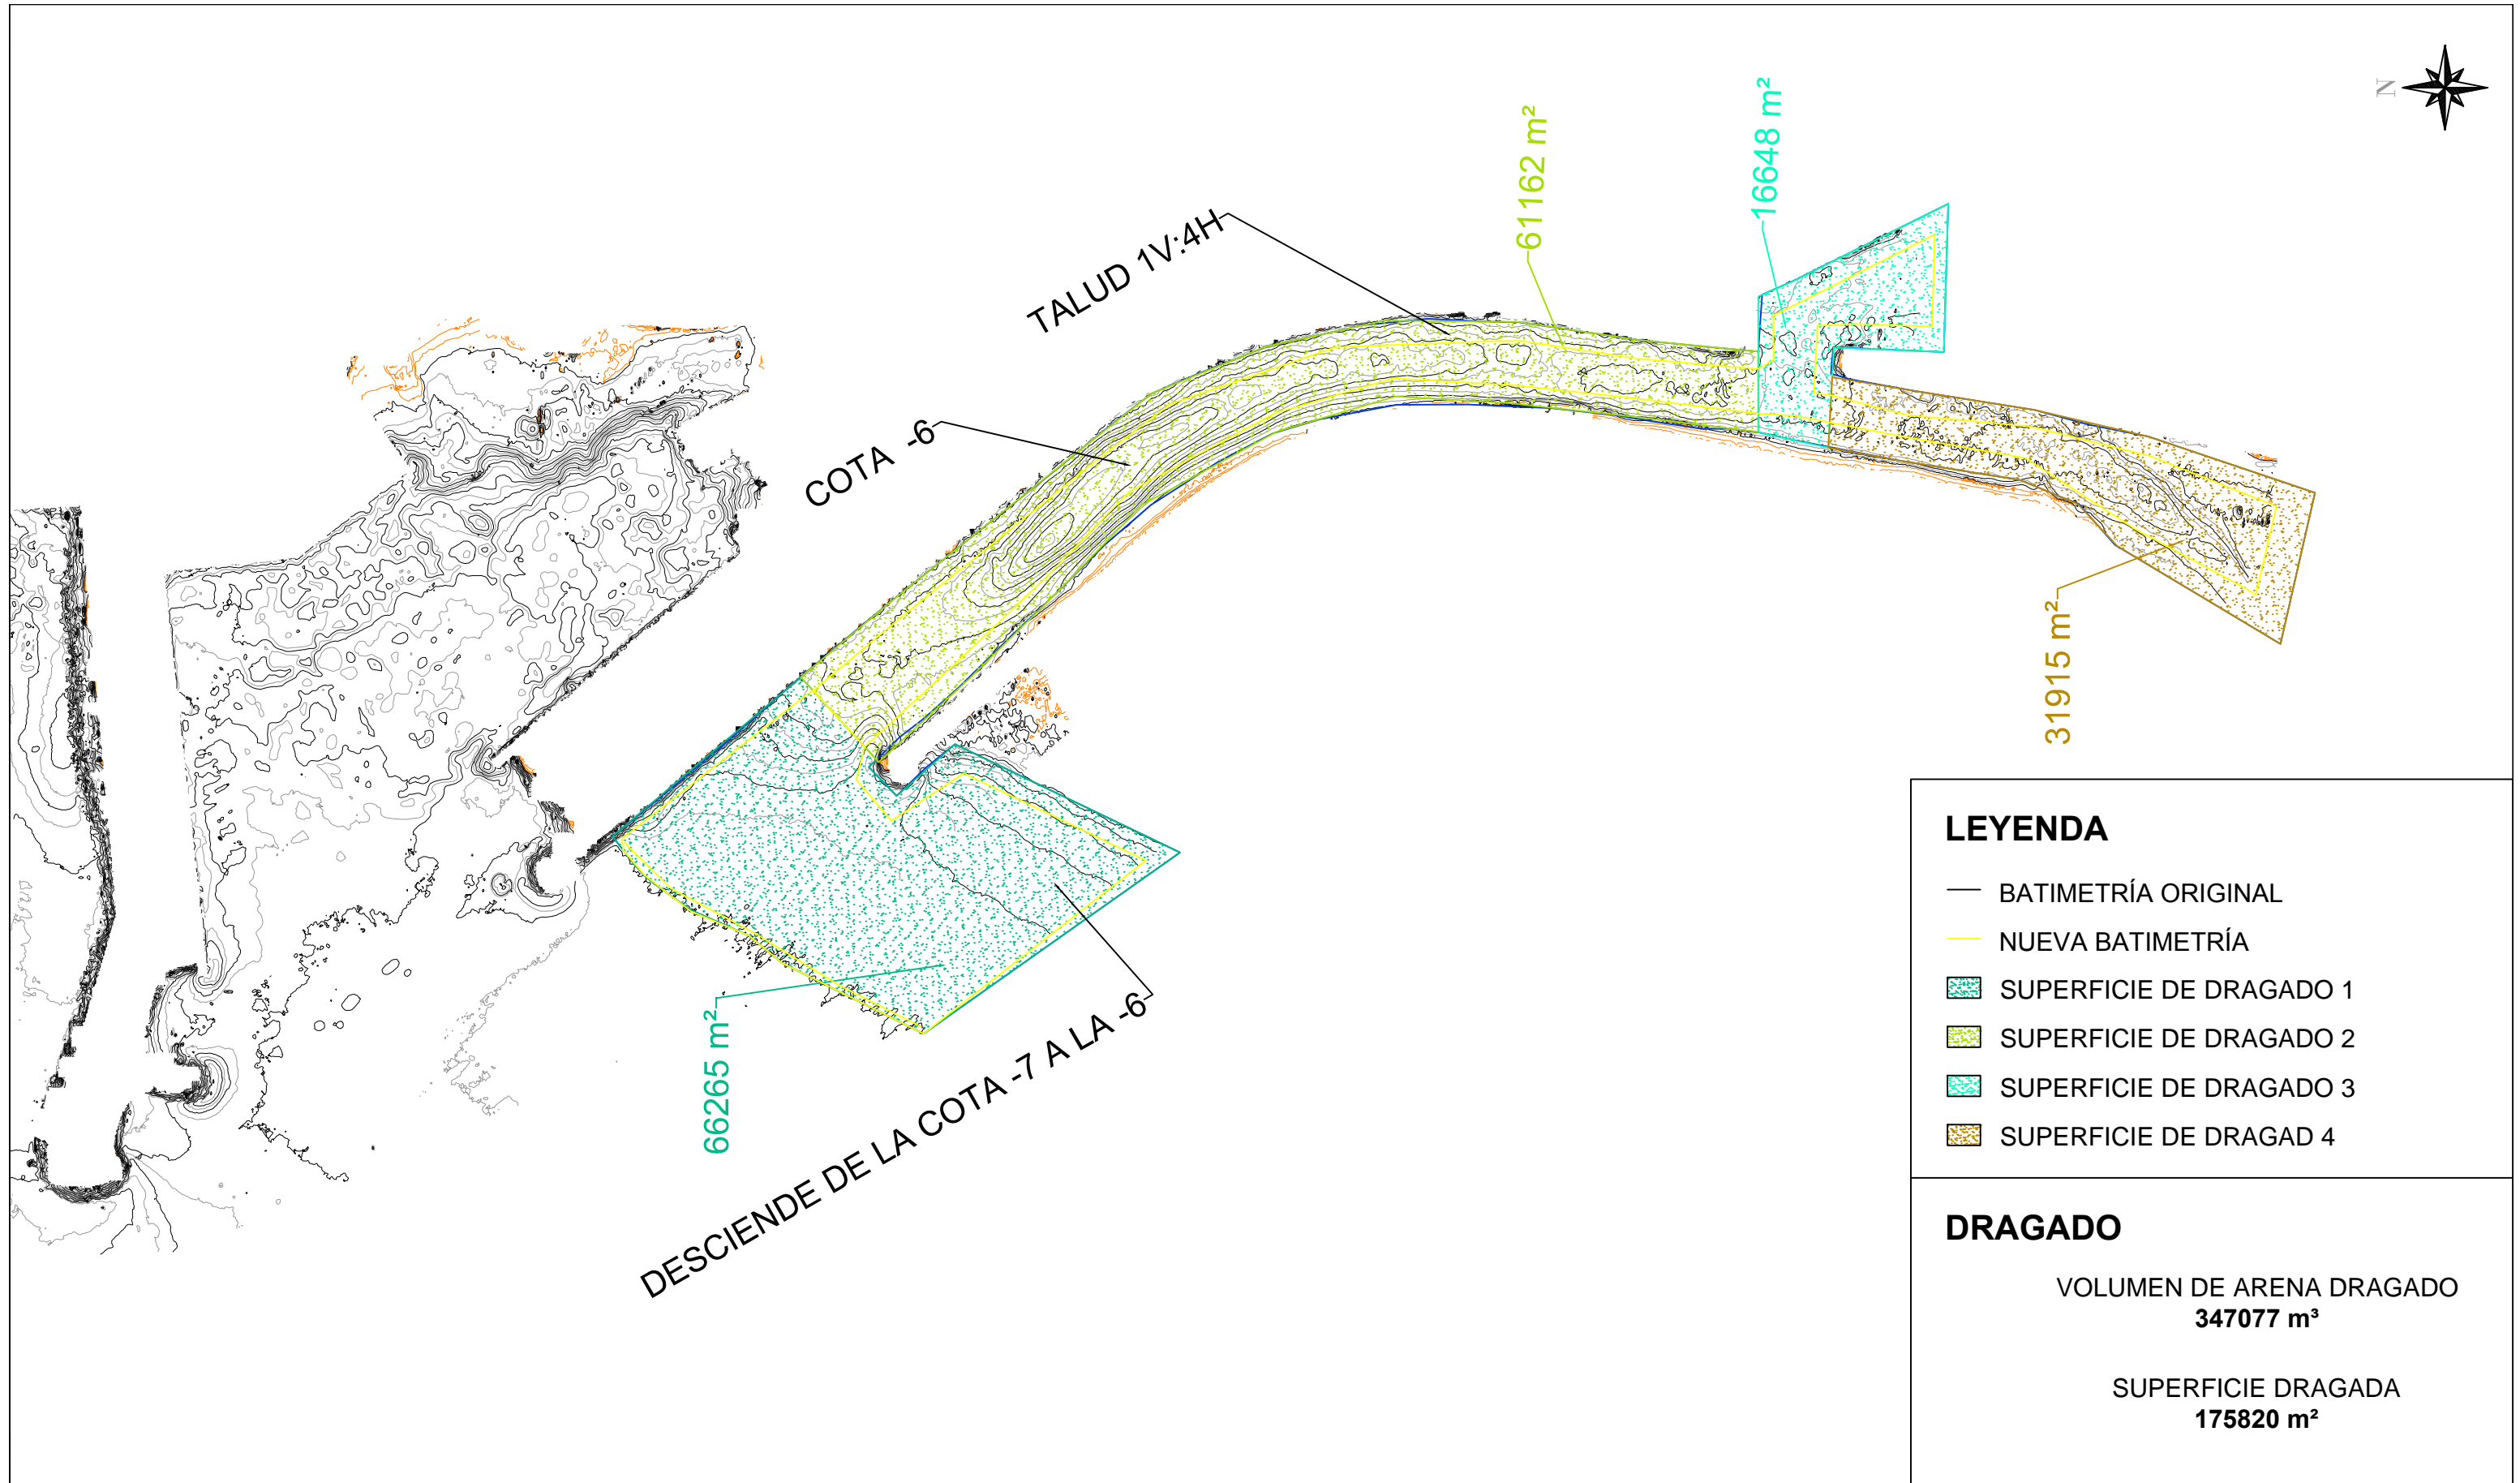 N
61162 m²
16648 m²
TALUD 1V:4H
COTA -6
31915 m²
66265 m²
DESCIENDE DE LA COTA -7 A LA -6
LEYENDA
BATIMETRÍA ORIGINAL
NUEVA BATIMETRÍA
SUPERFICIE DE DRAGADO 1
SUPERFICIE DE DRAGADO 2
SUPERFICIE DE DRAGADO 3
SUPERFICIE DE DRAGAD 4
DRAGADO
VOLUMEN DE ARENA DRAGADO
347077 m³
SUPERFICIE DRAGADA
175820 m²